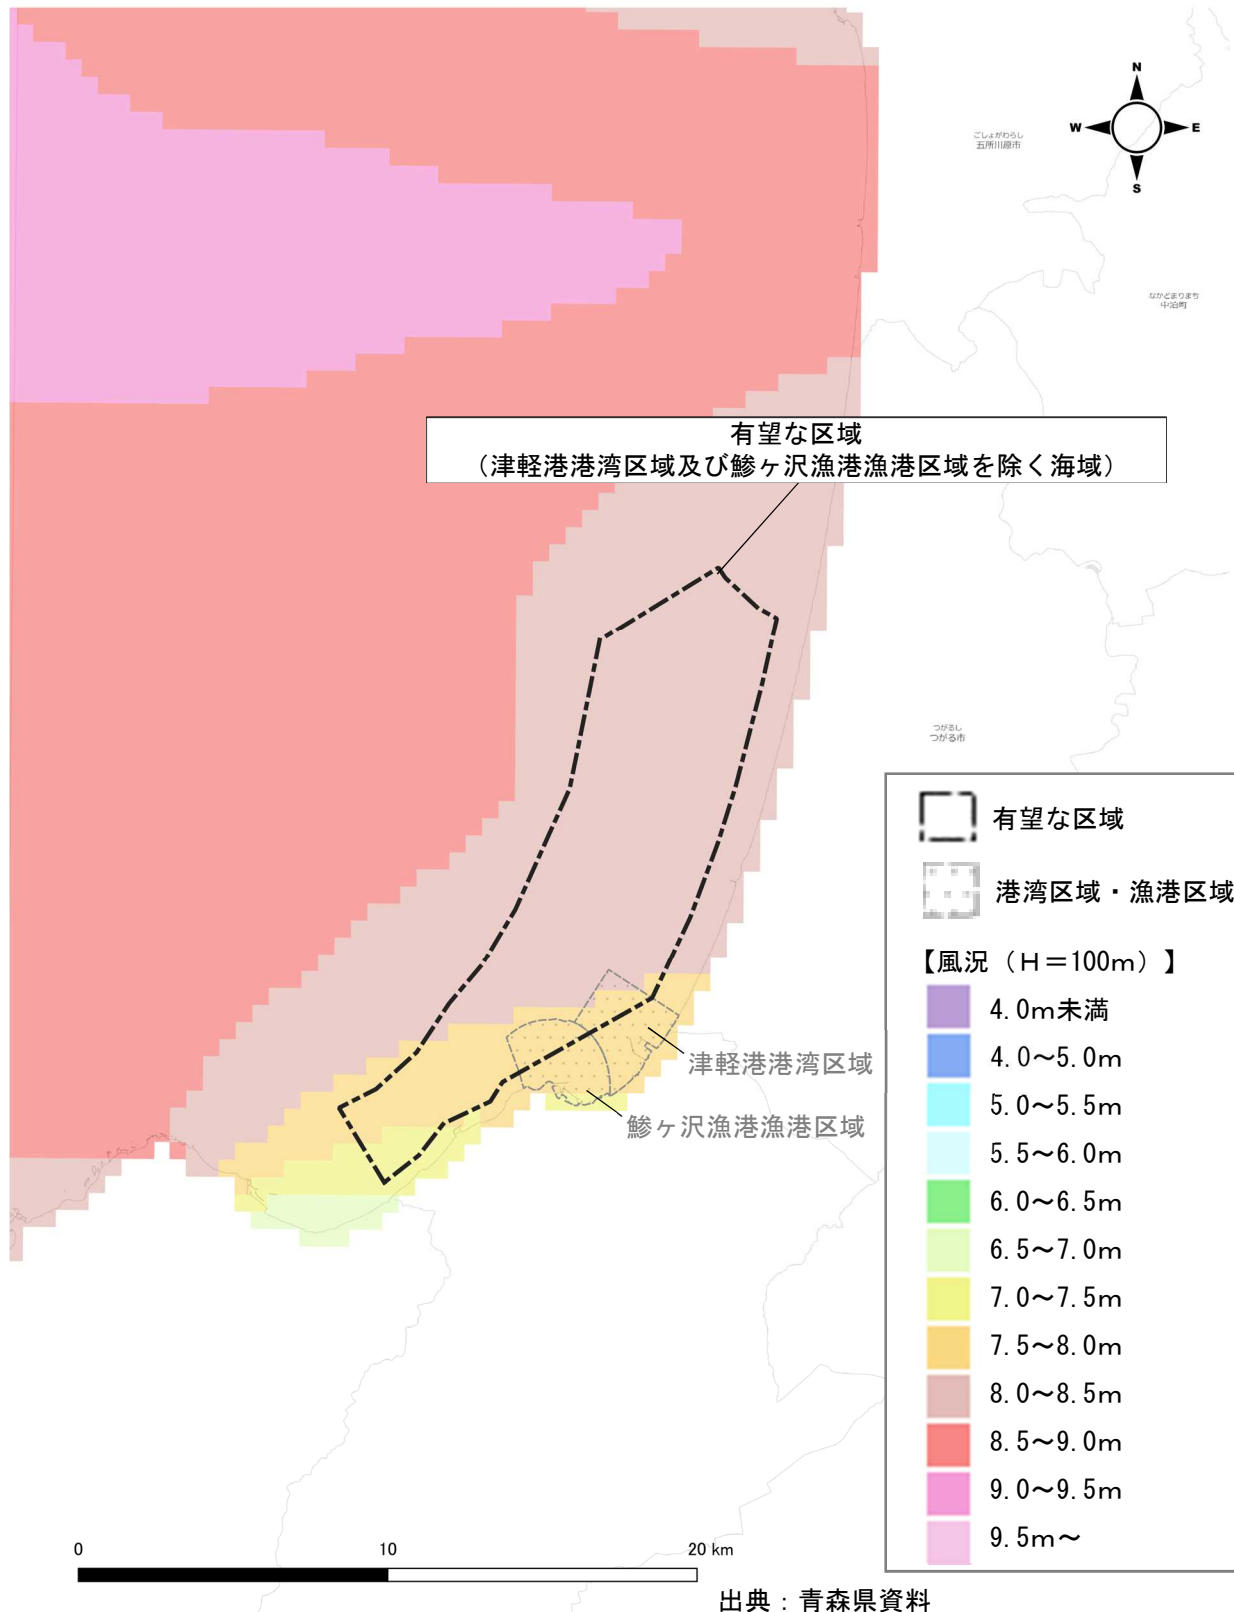 N
W
E
S
ごしょがわらし
五所川原市
なかどまりまち
中泊町
有望な区域
（津軽港港湾区域及び鰺ヶ沢漁港漁港区域を除く海域）
つがるし
つがる市
有望な区域
港湾区域・漁港区域
【風況（Ｈ＝100ｍ）】
4.0ｍ未満
4.0～5.0ｍ
5.0～5.5ｍ
5.5～6.0ｍ
6.0～6.5ｍ
6.5～7.0ｍ
7.0～7.5ｍ
7.5～8.0ｍ
8.0～8.5ｍ
8.5～9.0ｍ
9.0～9.5ｍ
9.5ｍ～
津軽港港湾区域
鰺ヶ沢漁港漁港区域
0 10 20 km
出典：青森県資料